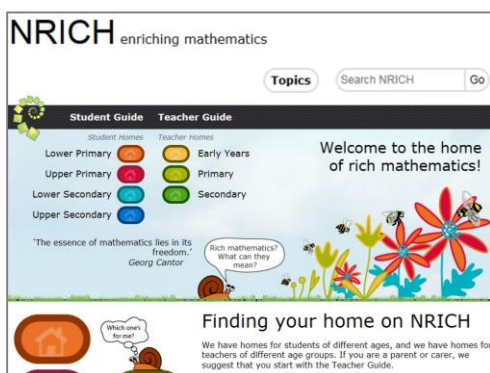 NRICH enriching mathematics
Topics
Search NRICH
Go
Student Guide Teacher Guide
Student Homes Teacher Homes
Lower Primary
Early Years
Upper Primary
Primary
Lower Secondary
Secondary
Upper Secondary
Welcome to the home
of rich mathematics!
'The essence of mathematics lies in its
freedom.'
Georg Cantor
Rich mathematics?
What can they
mean?
Which one's
for me?
Finding your home on NRICH
We have homes for students of different ages, and we have homes for
teachers of different age groups. If you are a parent or carer, we
suggest that you start with the Teacher Guide.